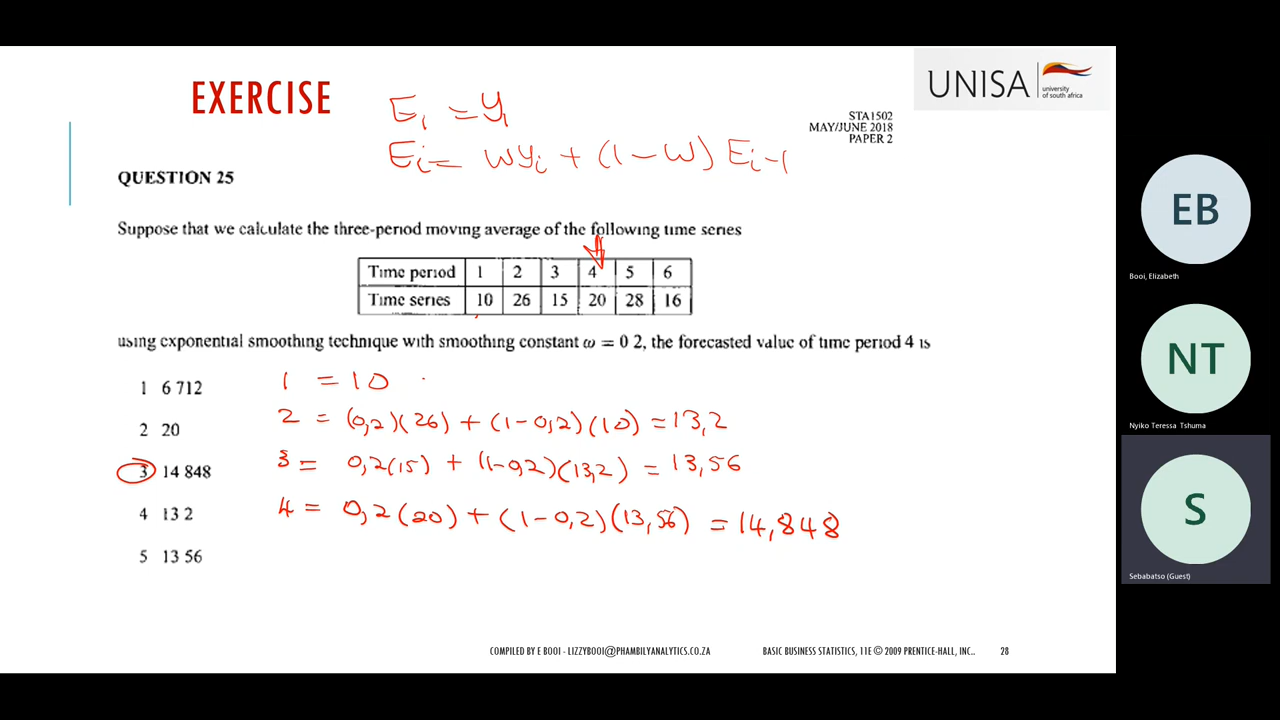 EXERCISE
E₁ = y₁
Eᵢ = wyᵢ + (1 - w) Eᵢ₋₁
UNISA
university
of south africa
STA1502
MAY/JUNE 2018
PAPER 2
QUESTION 25
Suppose that we calculate the three-period moving average of the following time series
Time period 1 2 3 4 5 6
Time series 10 26 15 20 28 16
using exponential smoothing technique with smoothing constant ω = 0 2, the forecasted value of time period 4 is
1 6 712
2 20
3 14 848
4 13 2
5 13 56
1 = 10
2 = (0,2)(26) + (1-0,2)(10) = 13,2
3 = 0,2(15) + (1-0,2)(13,2) = 13,56
4 = 0,2(20) + (1-0,2)(13,56) = 14,848
COMPILED BY E BOOI - LIZZYBOOI@PHAMBILYANALYTICS.CO.ZA
BASIC BUSINESS STATISTICS, 11E © 2009 PRENTICE-HALL, INC..
28
EB
Booi, Elizabeth
NT
Nyiko Teressa Tshuma
S
Sebabatso (Guest)